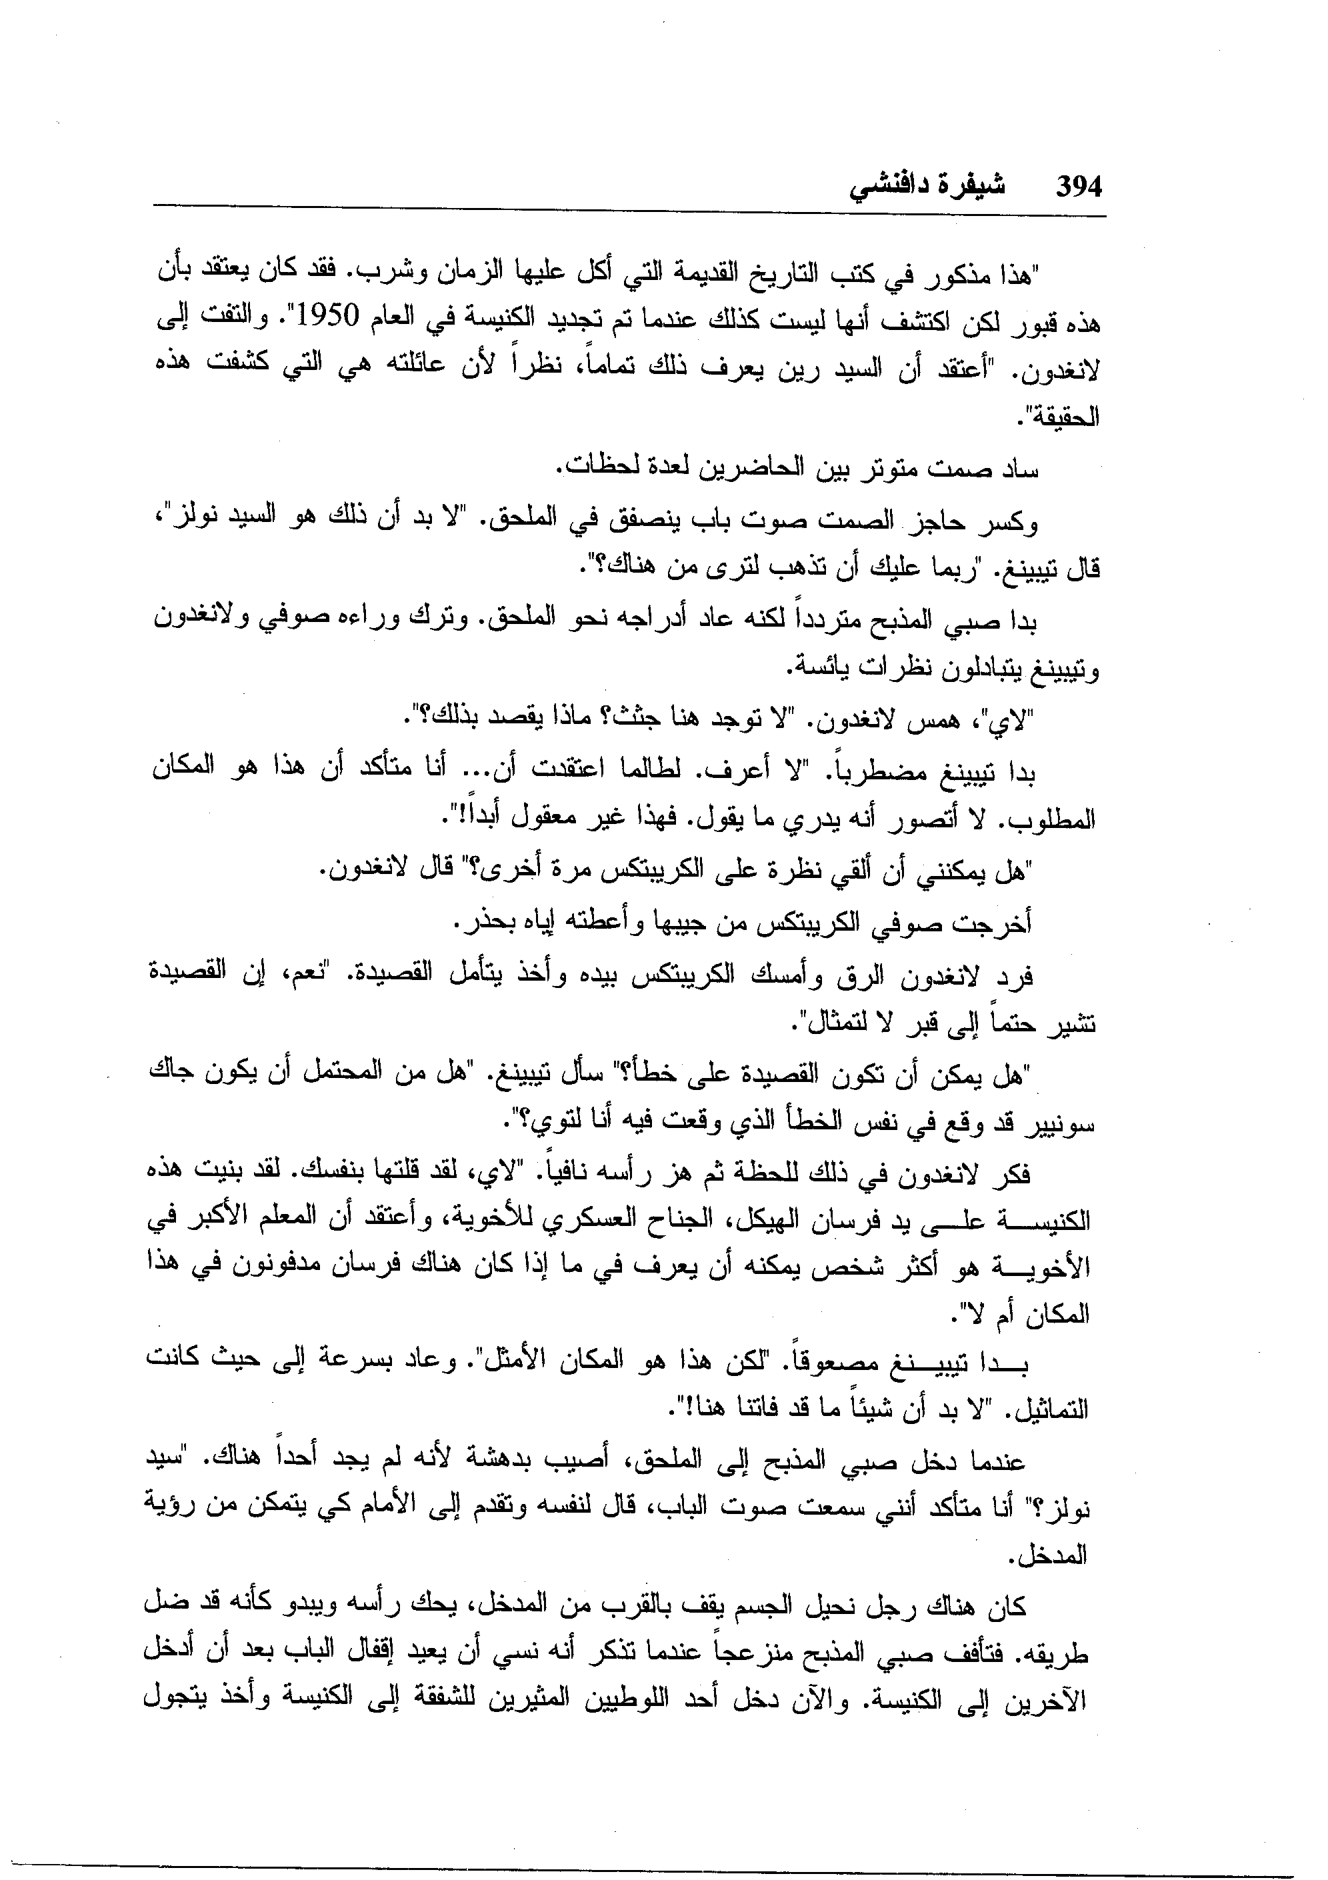 394 شيفرة دافنشي
"هذا مذكور في كتب التاريخ القديمة التي أكل عليها الزمان وشرب. فقد كان يعتقد بأن
هذه قبور لكن اكتشف أنها ليست كذلك عندما تم تجديد الكنيسة في العام 1950". والتفت إلى
لانغدون. "أعتقد أن السيد رين يعرف ذلك تماماً، نظراً لأن عائلته هي التي كشفت هذه
الحقيقة".
ساد صمت متوتر بين الحاضرين لعدة لحظات.
وكسر حاجز الصمت صوت باب ينصفق في الملحق. "لا بد أن ذلك هو السيد نولز"،
قال تيبينغ. "ربما عليك أن تذهب لترى من هناك؟".
بدا صبي المذبح متردداً لكنه عاد أدراجه نحو الملحق. وترك وراءه صوفي ولانغدون
وتيبينغ يتبادلون نظرات يائسة.
"لاي"، همس لانغدون. "لا توجد هنا جثث؟ ماذا يقصد بذلك؟".
بدا تيبينغ مضطرباً. "لا أعرف. لطالما اعتقدت أن... أنا متأكد أن هذا هو المكان
المطلوب. لا أتصور أنه يدري ما يقول. فهذا غير معقول أبداً!".
"هل يمكنني أن ألقي نظرة على الكريبتكس مرة أخرى؟" قال لانغدون.
أخرجت صوفي الكريبتكس من جيبها وأعطته إياه بحذر.
فرد لانغدون الرق وأمسك الكريبتكس بيده وأخذ يتأمل القصيدة. "نعم، إن القصيدة
تشير حتماً إلى قبر لا لتمثال".
"هل يمكن أن تكون القصيدة على خطأ؟" سأل تيبينغ. "هل من المحتمل أن يكون جاك
سونيير قد وقع في نفس الخطأ الذي وقعت فيه أنا لتوي؟".
فكر لانغدون في ذلك للحظة ثم هز رأسه نافياً. "لاي، لقد قلتها بنفسك. لقد بنيت هذه
الكنيســة علــى يد فرسان الهيكل، الجناح العسكري للأخوية، وأعتقد أن المعلم الأكبر في
الأخويــة هو أكثر شخص يمكنه أن يعرف في ما إذا كان هناك فرسان مدفونون في هذا
المكان أم لا".
بــدا تيبيــنغ مصعوقاً. "لكن هذا هو المكان الأمثل". وعاد بسرعة إلى حيث كانت
التماثيل. "لا بد أن شيئاً ما قد فاتنا هنا!".
عندما دخل صبي المذبح إلى الملحق، أصيب بدهشة لأنه لم يجد أحداً هناك. "سيد
نولز؟" أنا متأكد أنني سمعت صوت الباب، قال لنفسه وتقدم إلى الأمام كي يتمكن من رؤية
المدخل.
كان هناك رجل نحيل الجسم يقف بالقرب من المدخل، يحك رأسه ويبدو كأنه قد ضل
طريقه. فتأفف صبي المذبح منزعجاً عندما تذكر أنه نسي أن يعيد إقفال الباب بعد أن أدخل
الآخرين إلى الكنيسة. والآن دخل أحد اللوطيين المثيرين للشفقة إلى الكنيسة وأخذ يتجول